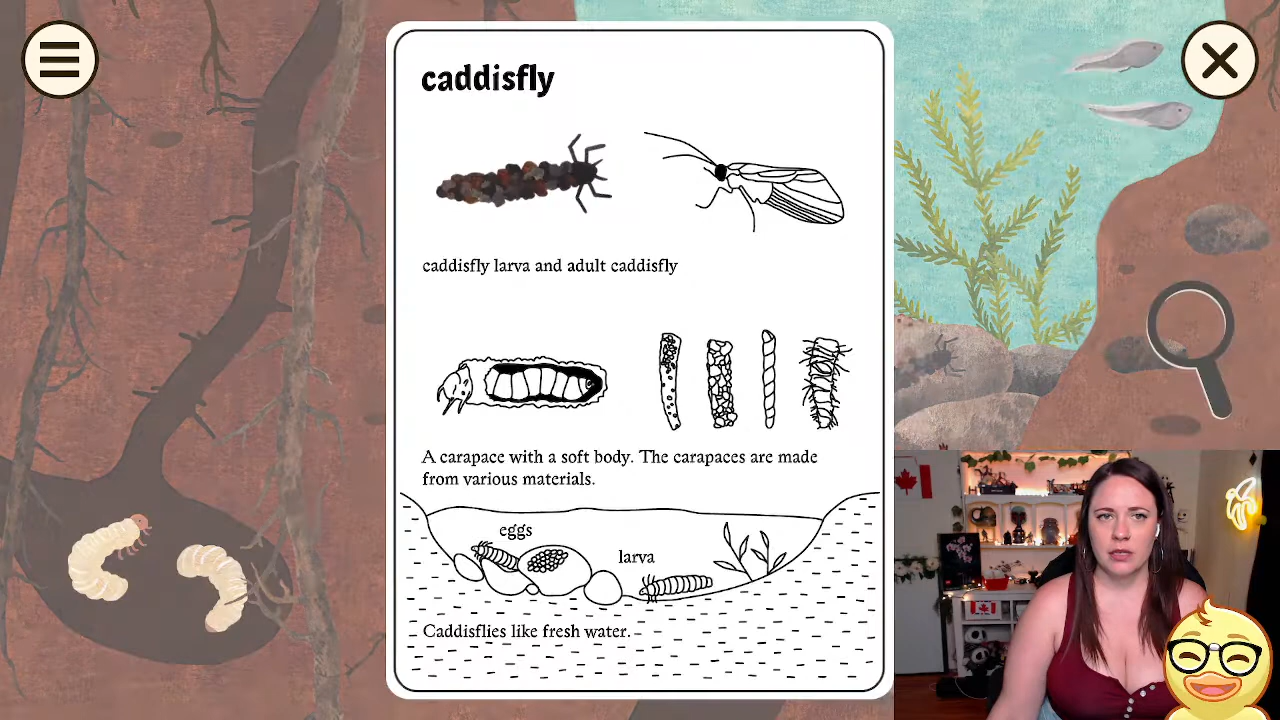 caddisfly
caddisfly larva and adult caddisfly
A carapace with a soft body. The carapaces are made
from various materials.
eggs
larva
Caddisflies like fresh water.